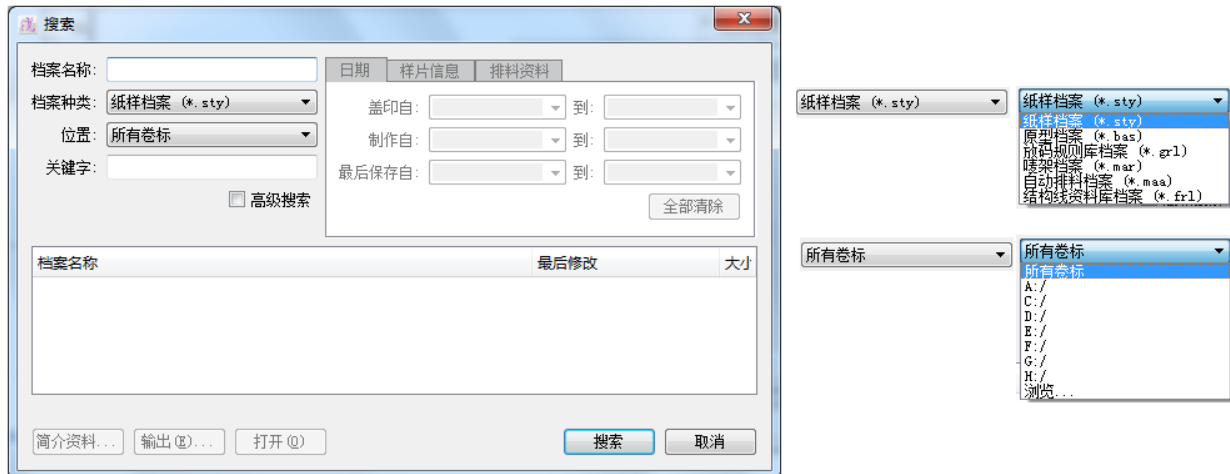 搜索
档案名称:
档案种类: 纸样档案 (*.sty)
位置: 所有卷标
关键字:
高级搜索
日期 样片信息 排料资料
盖印自: 到:
制作自: 到:
最后保存自: 到:
全部清除
档案名称 最后修改 大小
简介资料... 输出(E)... 打开(O) 搜索 取消
纸样档案 (*.sty)
纸样档案 (*.sty)
纸样档案 (*.sty)
原型档案 (*.bas)
放码规则库档案 (*.grl)
唛架档案 (*.mar)
自动排料档案 (*.maa)
结构线资料库档案 (*.frl)
所有卷标
所有卷标
所有卷标
A:/
C:/
D:/
E:/
F:/
G:/
H:/
浏览...